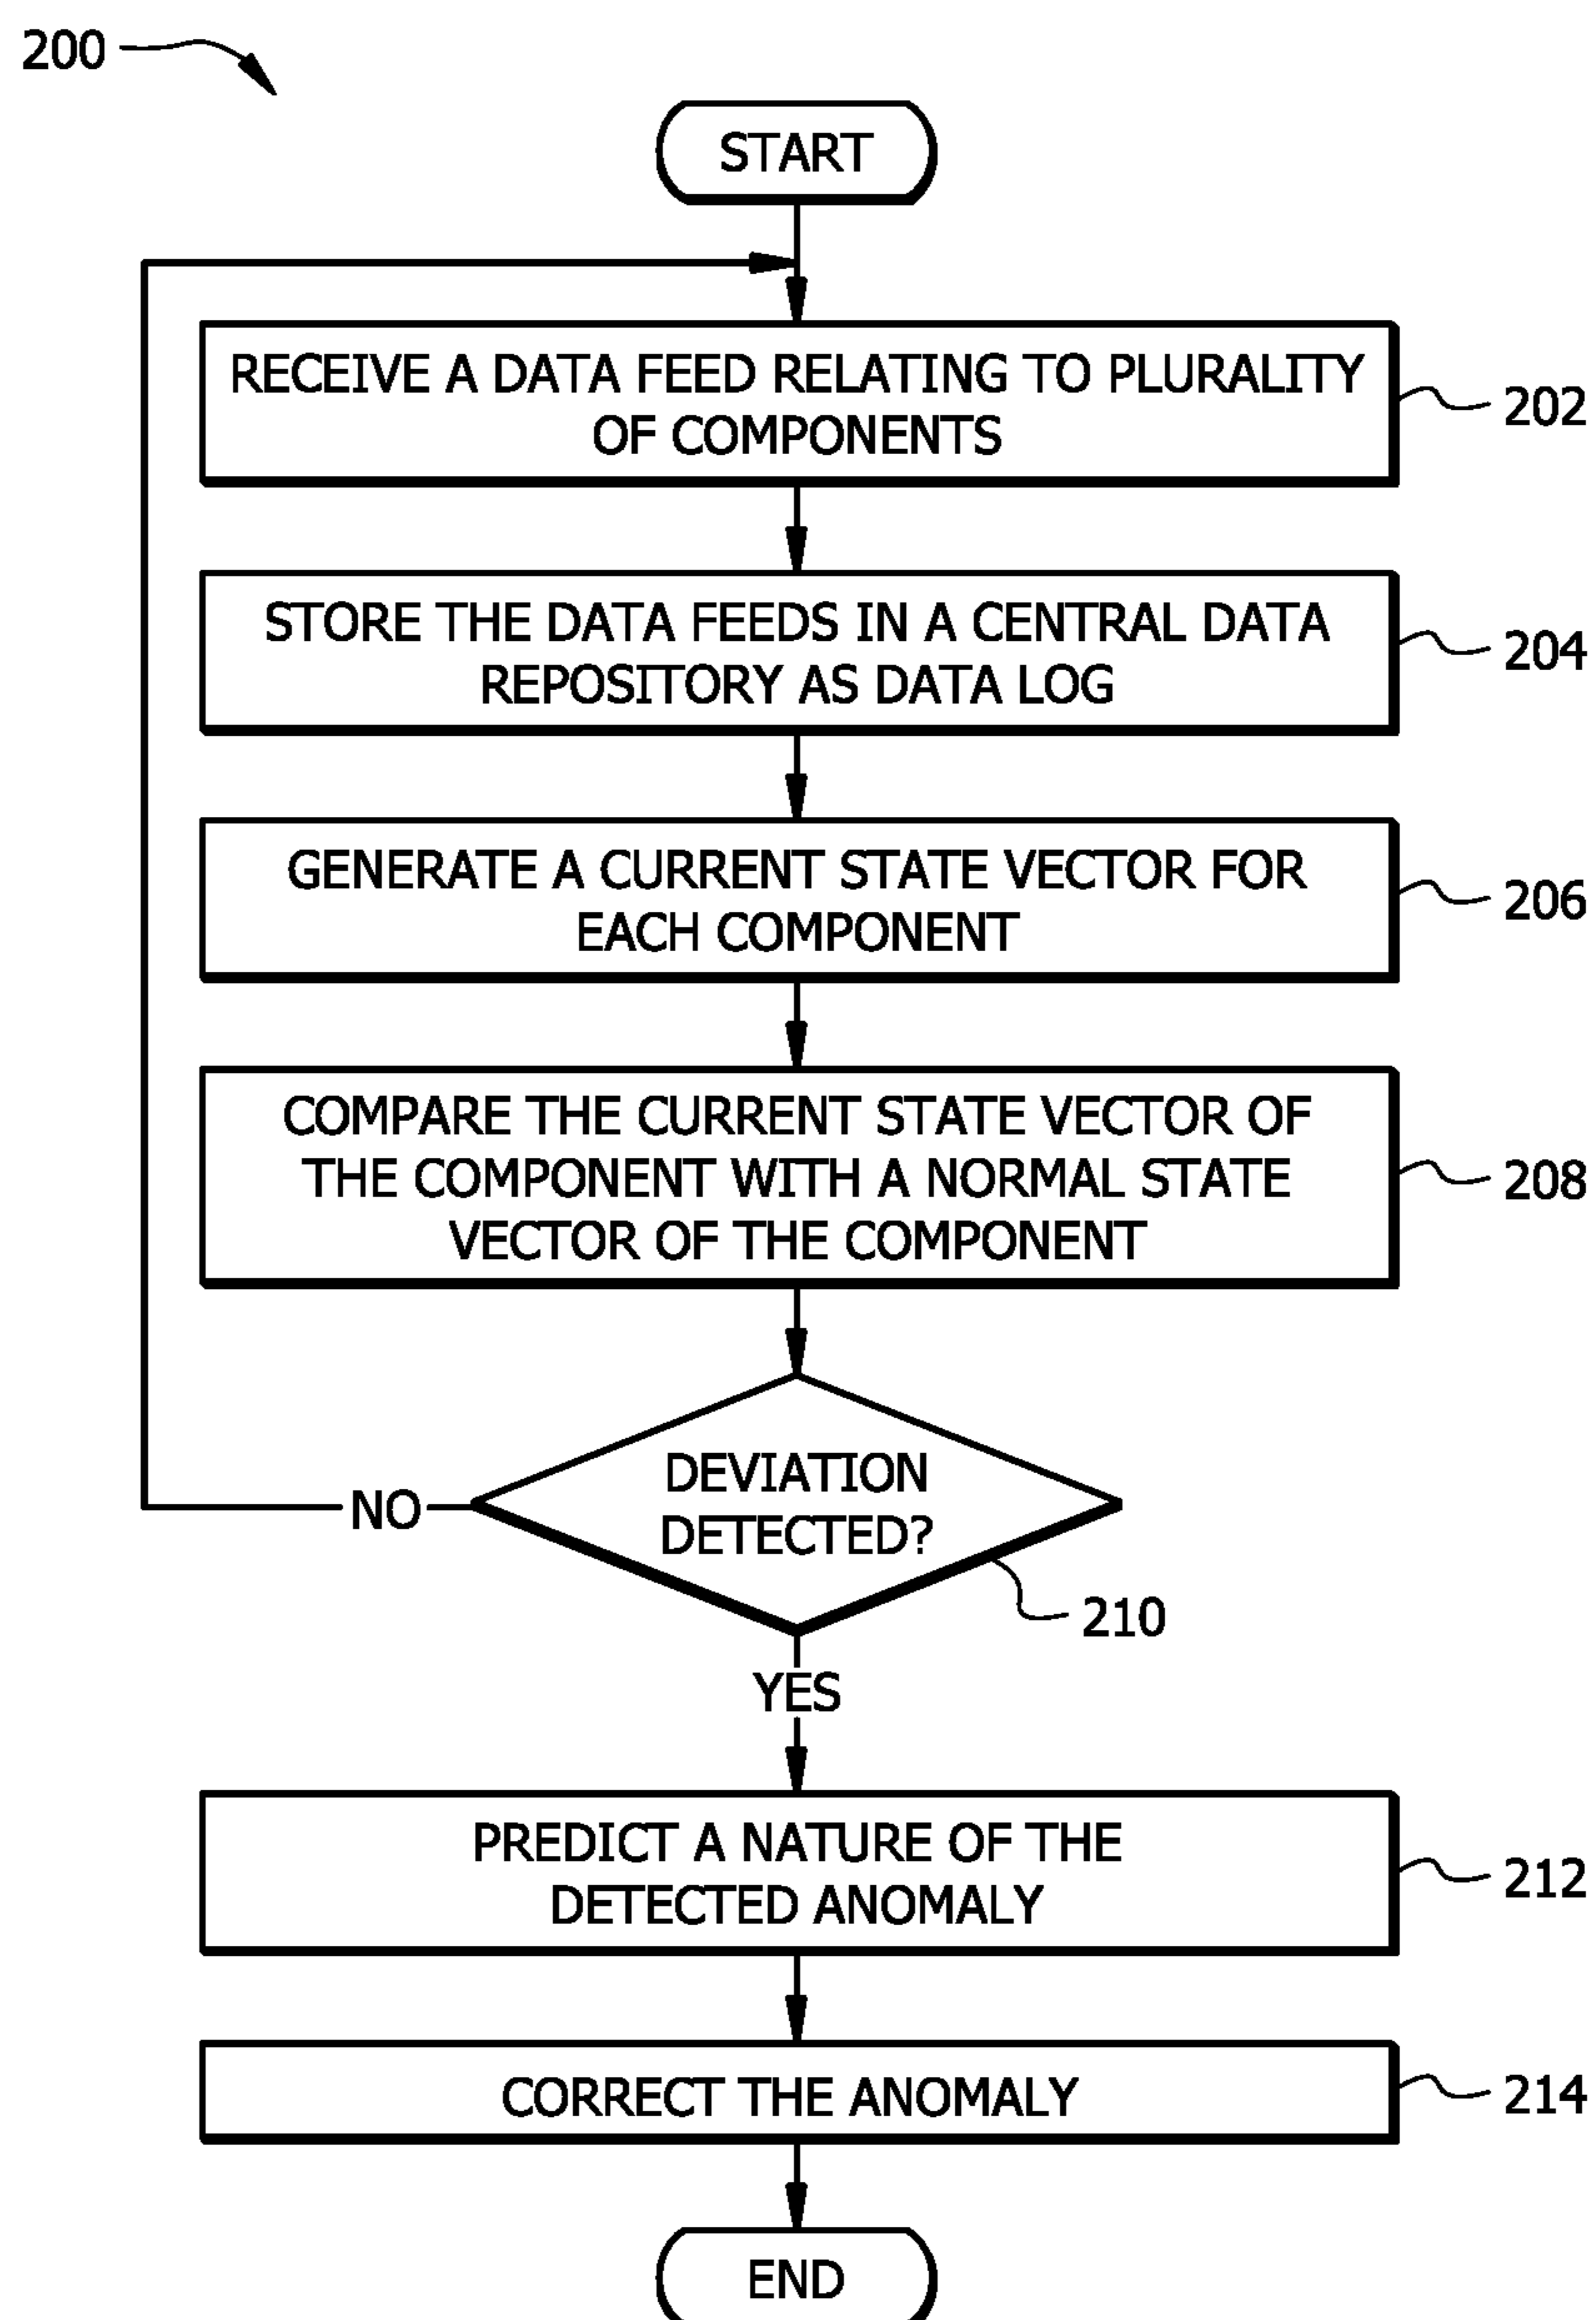 200
START
RECEIVE A DATA FEED RELATING TO PLURALITY
OF COMPONENTS
202
STORE THE DATA FEEDS IN A CENTRAL DATA
REPOSITORY AS DATA LOG
204
GENERATE A CURRENT STATE VECTOR FOR
EACH COMPONENT
206
COMPARE THE CURRENT STATE VECTOR OF
THE COMPONENT WITH A NORMAL STATE
VECTOR OF THE COMPONENT
208
DEVIATION
DETECTED?
NO
210
YES
PREDICT A NATURE OF THE
DETECTED ANOMALY
212
CORRECT THE ANOMALY
214
END